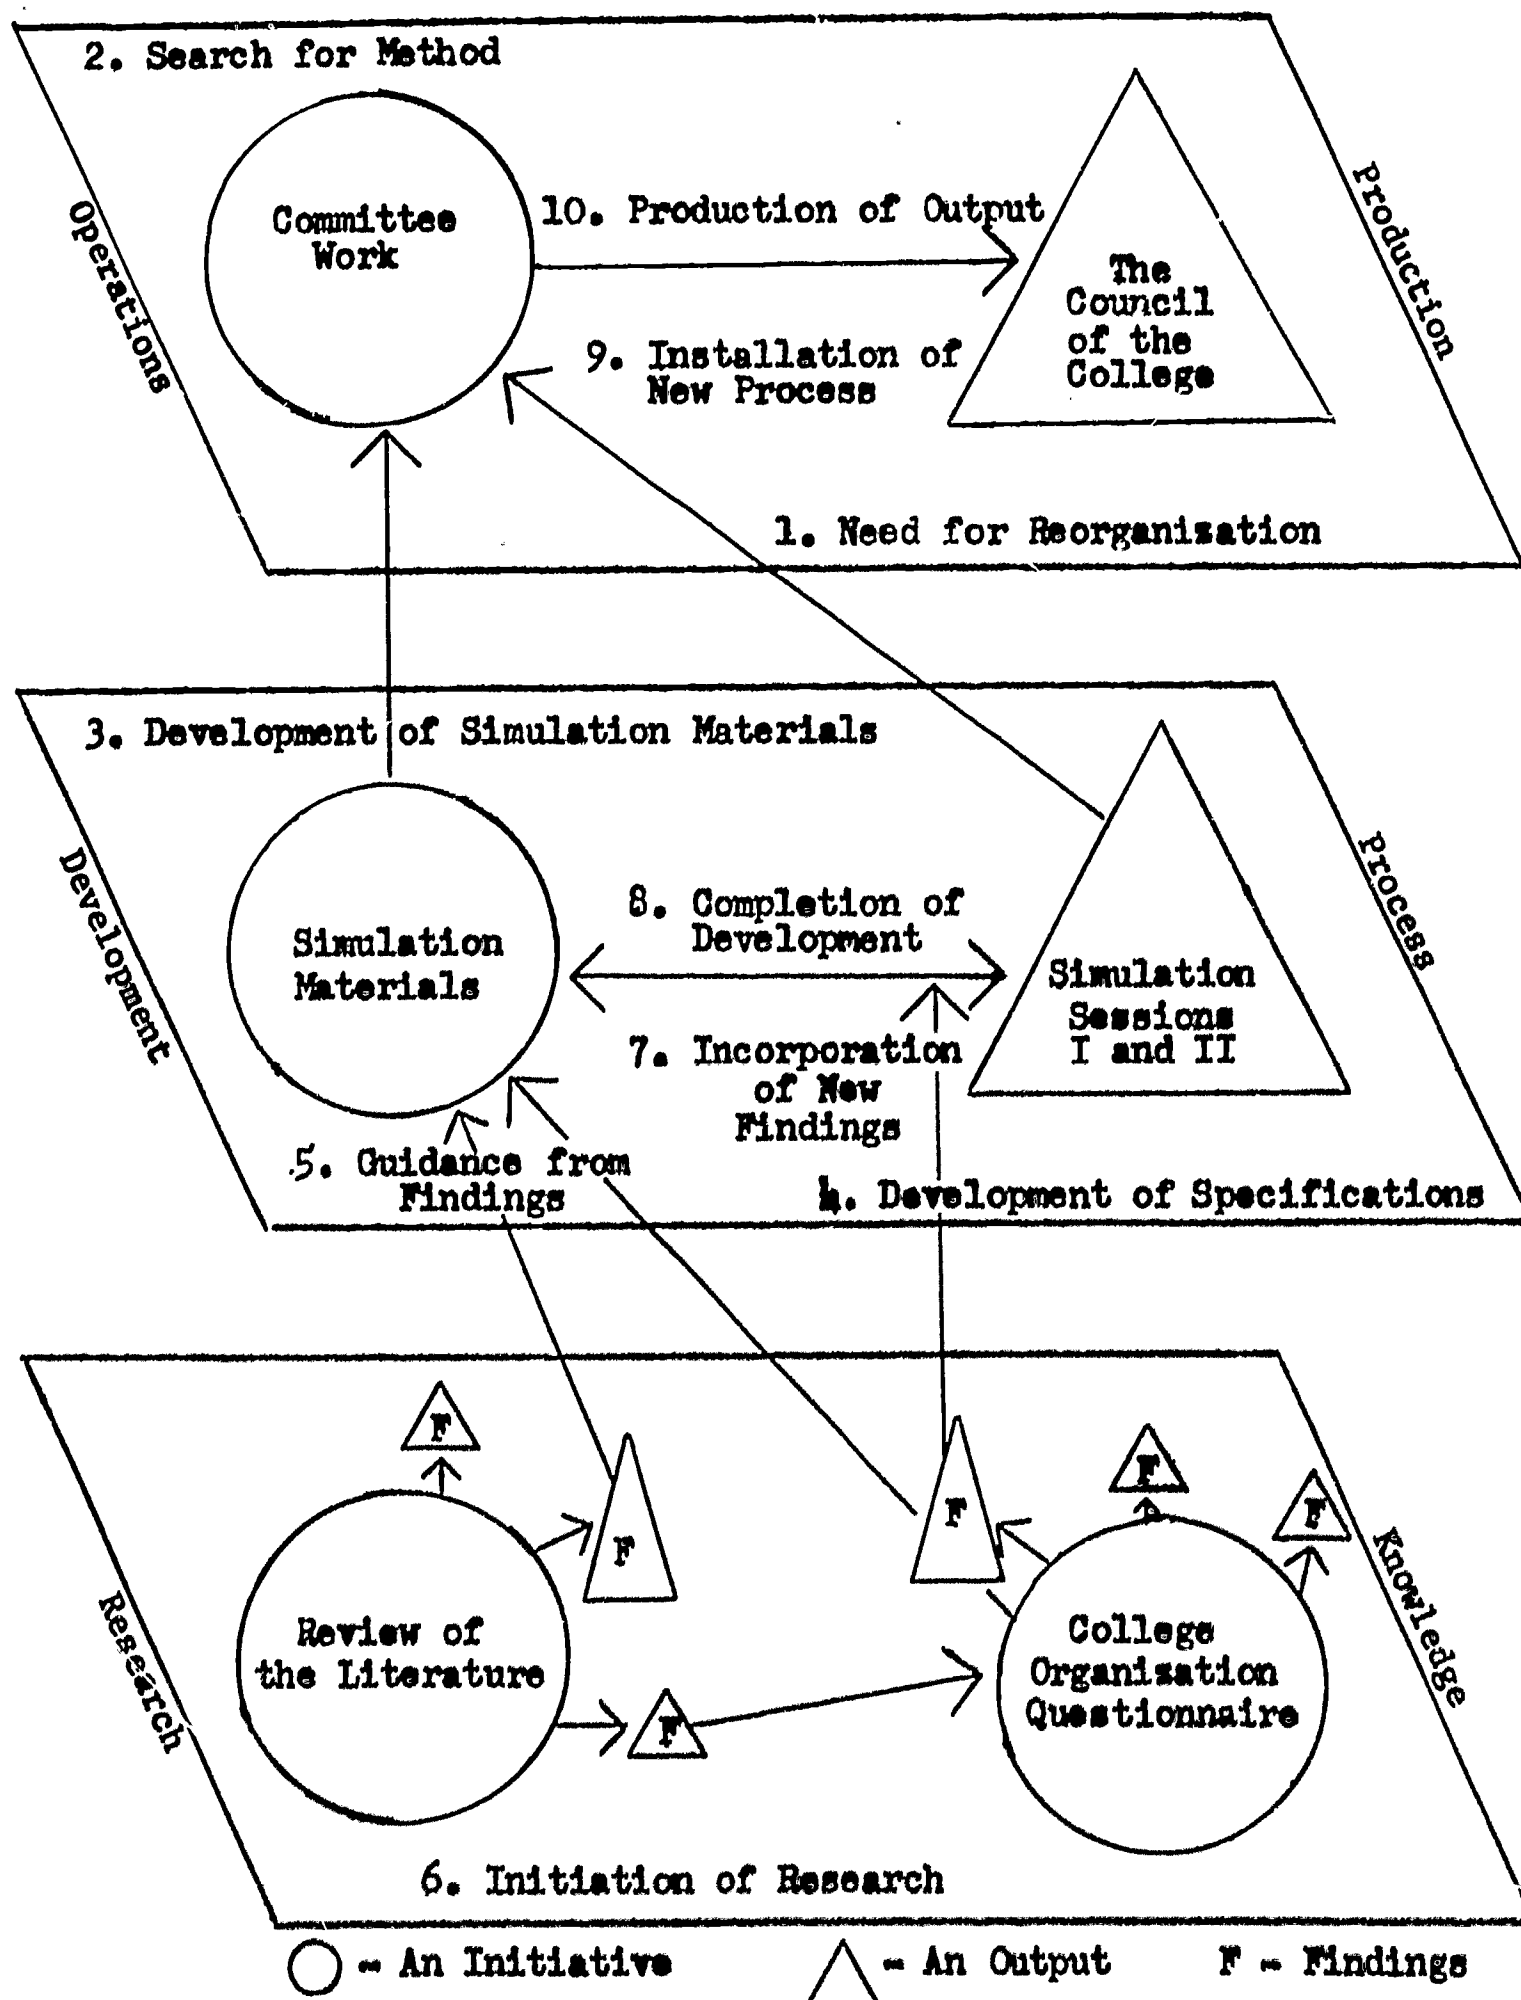 2. Search for Method
Operations
Committee
Work
10. Production of Output
The
Council
of the
College
Production
9. Installation of
New Process
1. Need for Reorganization
3. Development of Simulation Materials
Development
Simulation
Materials
8. Completion of
Development
Simulation
Sessions
I and II
Process
7. Incorporation
of New
Findings
5. Guidance from
Findings
4. Development of Specifications
F
F
F
F
F
F
Research
Review of
the Literature
College
Organization
Questionnaire
Knowledge
6. Initiation of Research
- An Initiative
- An Output
F - Findings